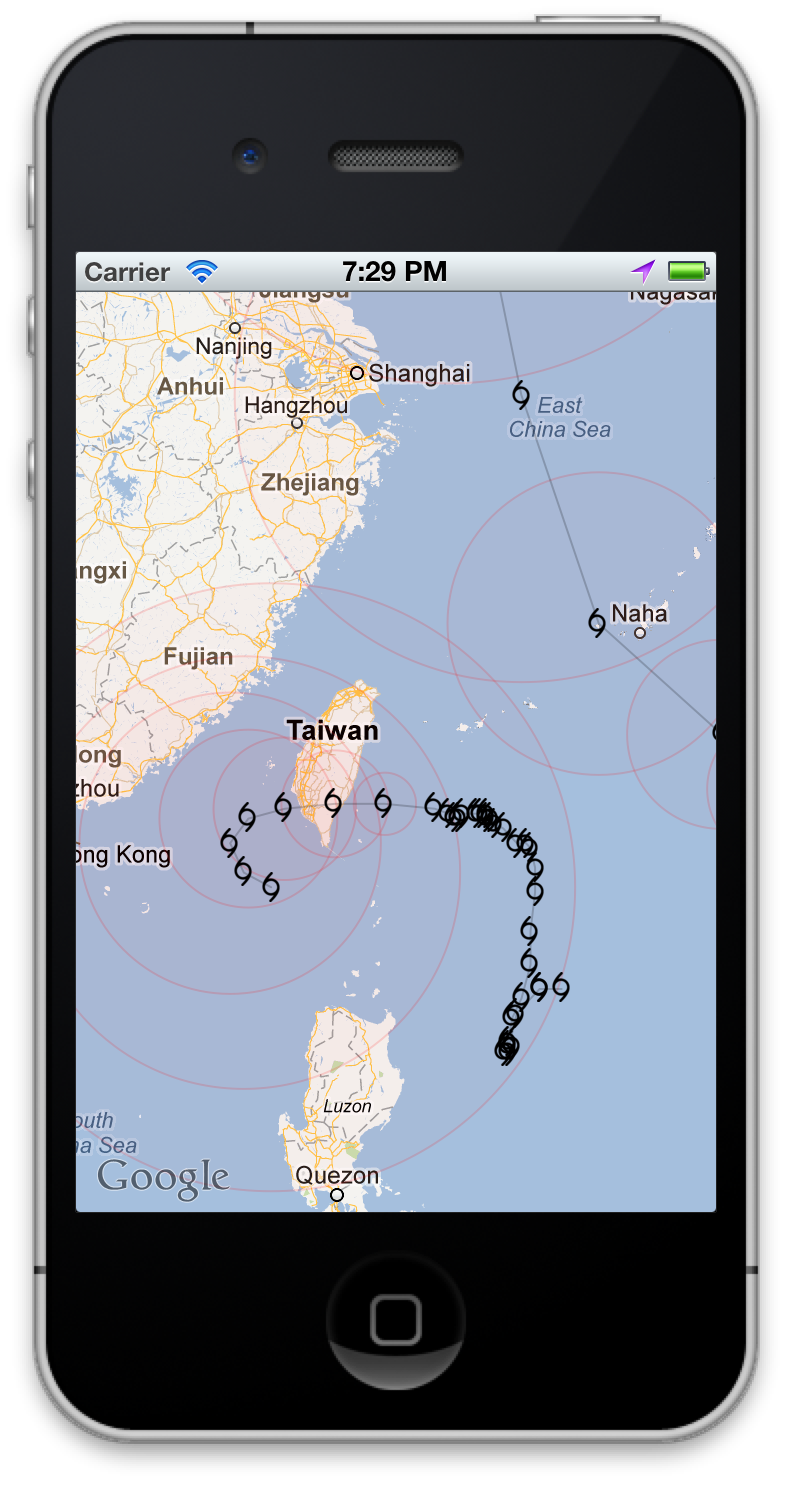 Carrier
7:29 PM
Jiangsu
Nagasak
Nanjing
Shanghai
Anhui
East
China Sea
Hangzhou
Zhejiang
ngxi
Naha
Fujian
Taiwan
ong
zhou
ong Kong
Luzon
outh
na Sea
Quezon
Google